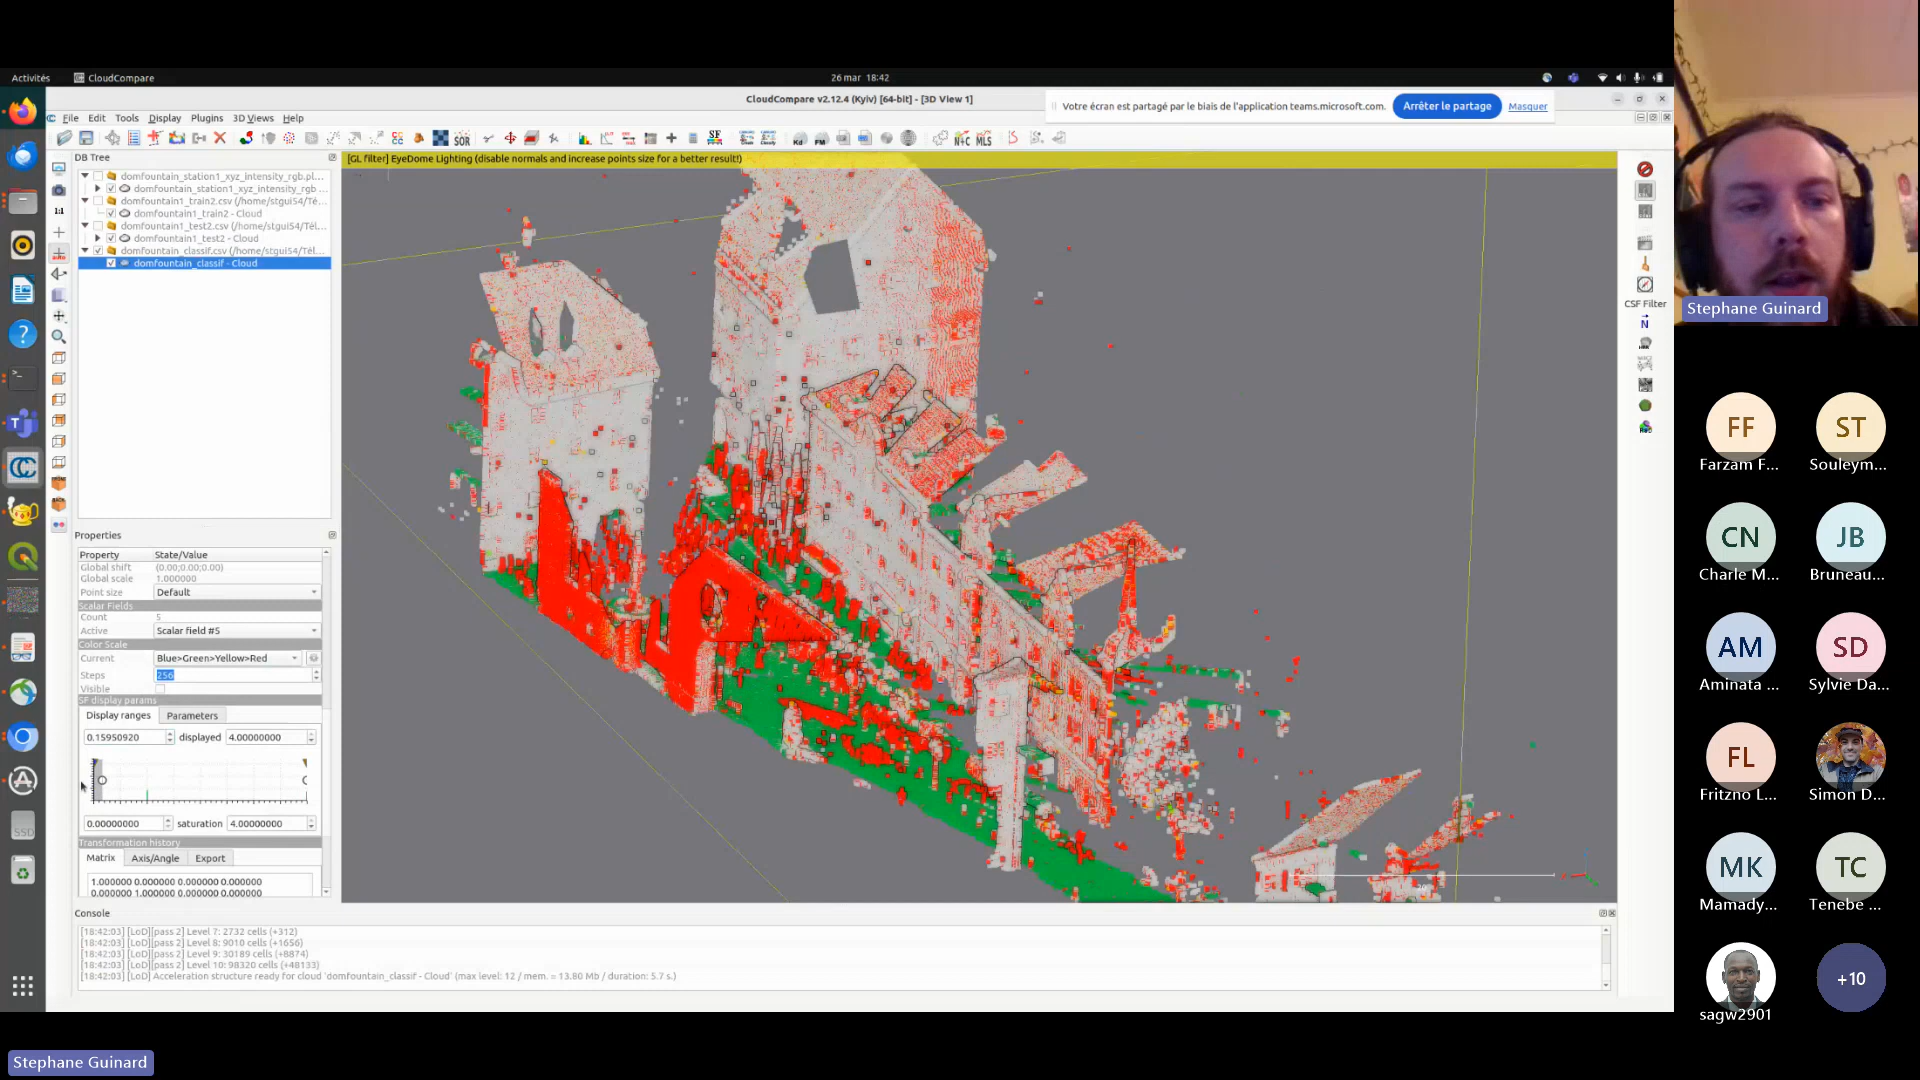 Activités
CloudCompare
26 mar 18:42
CloudCompare v2.12.4 (Kyiv) [64-bit] - [3D View 1]
Votre écran est partagé par le biais de l'application teams.microsoft.com.
Arrêter le partage
Masquer
File Edit Tools Display Plugins 3D Views Help
DB Tree
[GL filter] EyeDome Lighting (disable normals and increase points size for a better result!)
domfountain_station1_xyz_intensity_rgb.pl...
domfountain_station1_xyz_intensity_rgb ...
domfountain1_train2.csv (/home/stgui54/Té...
domfountain1_train2 - Cloud
domfountain1_test2.csv (/home/stgui54/Tél...
domfountain1_test2 - Cloud
domfountain_classif.csv (/home/stgui54/Tél...
domfountain_classif - Cloud
CSF Filter
Properties
Property State/Value
Global shift (0.00;0.00;0.00)
Global scale 1.000000
Point size Default
Scalar Fields
Count 5
Active Scalar field #5
Color Scale
Current Blue>Green>Yellow>Red
Steps 256
Visible
SF display params
Display ranges Parameters
0.15950920 displayed 4.00000000
0.00000000 saturation 4.00000000
Transformation history
Matrix Axis/Angle Export
1.000000 0.000000 0.000000 0.000000
0.000000 1.000000 0.000000 0.000000
Console
[18:42:03] [LoD][pass 2] Level 7: 2732 cells (+312)
[18:42:03] [LoD][pass 2] Level 8: 9010 cells (+1656)
[18:42:03] [LoD][pass 2] Level 9: 30189 cells (+8874)
[18:42:03] [LoD][pass 2] Level 10: 98320 cells (+48133)
[18:42:03] [LoD] Acceleration structure ready for cloud 'domfountain_classif - Cloud' (max level: 12 / mem. = 13.80 Mb / duration: 5.7 s.)
Stephane Guinard
FF
Farzam F...
ST
Souleym...
CN
Charle M...
JB
Bruneau...
AM
Aminata ...
SD
Sylvie Da...
FL
Fritzno L...
Simon D...
MK
Mamady...
TC
Tenebe ...
sagw2901
+10
Stephane Guinard